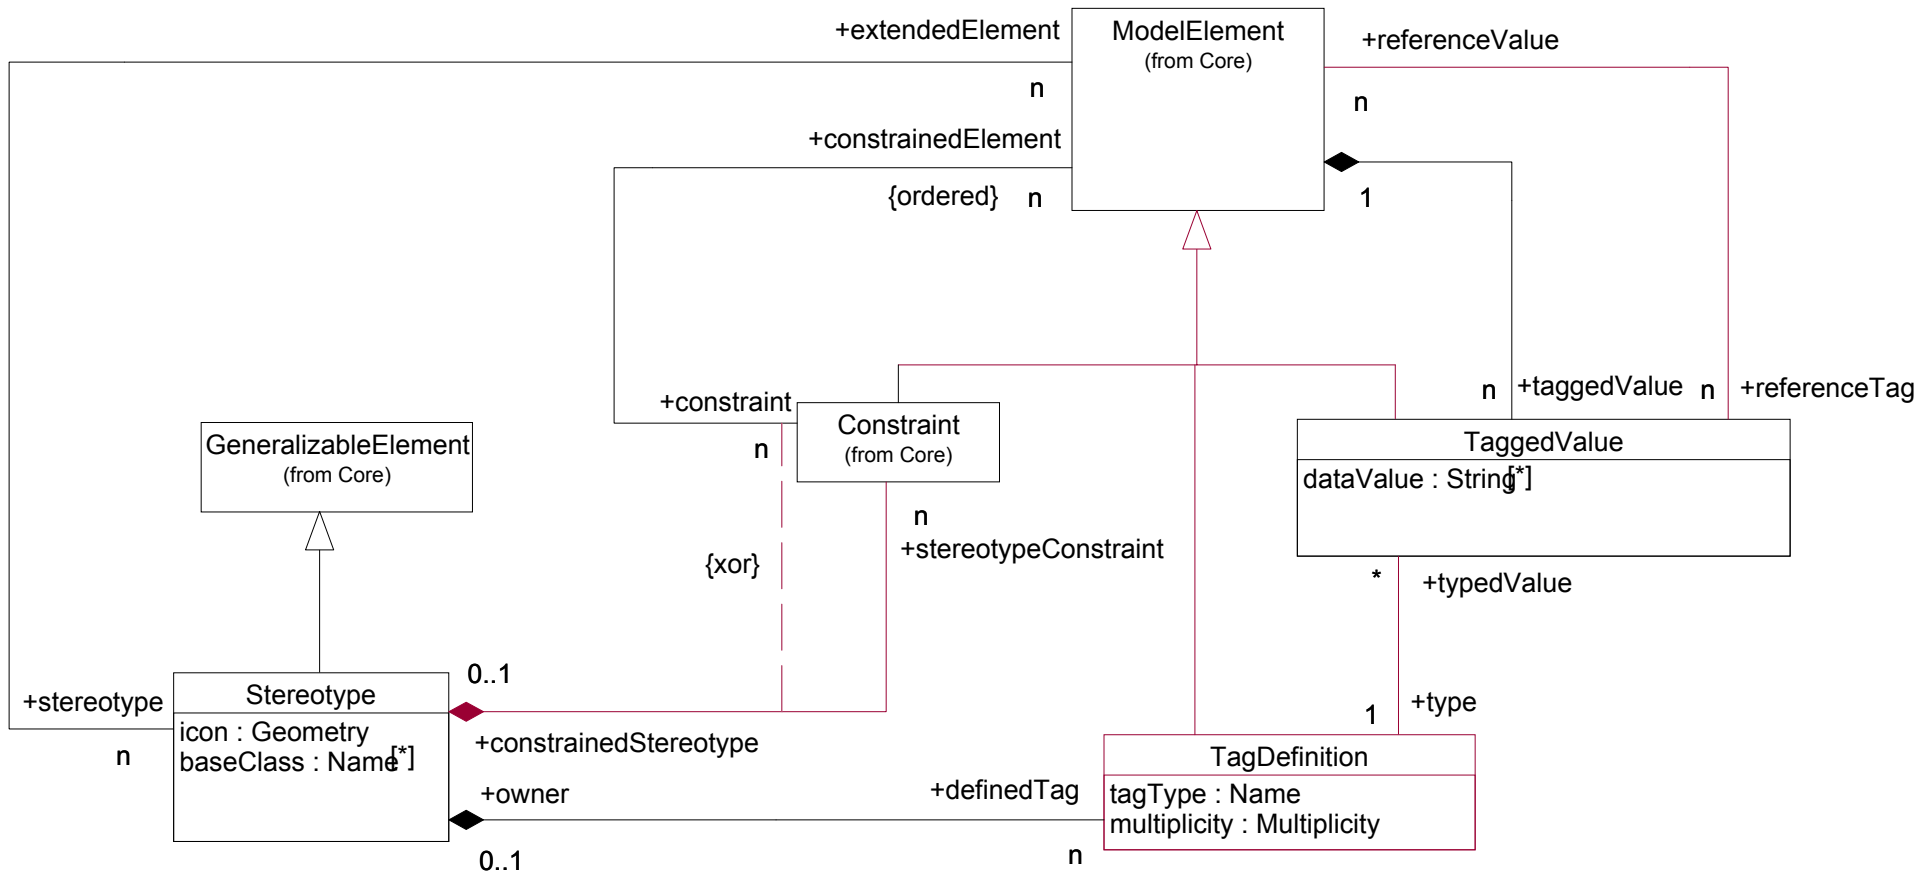 +extendedElement
ModelElement
(from Core)
+referenceValue
n
n
+constrainedElement
{ordered}
n
1
+constraint
n
+taggedValue
n
+referenceTag
GeneralizableElement
(from Core)
n
Constraint
(from Core)
TaggedValue
dataValue : String[*]
n
+stereotypeConstraint
{xor}
*
+typedValue
0..1
+stereotype
n
Stereotype
icon : Geometry
baseClass : Name[*]
+constrainedStereotype
1
+type
+owner
0..1
+definedTag
n
TagDefinition
tagType : Name
multiplicity : Multiplicity